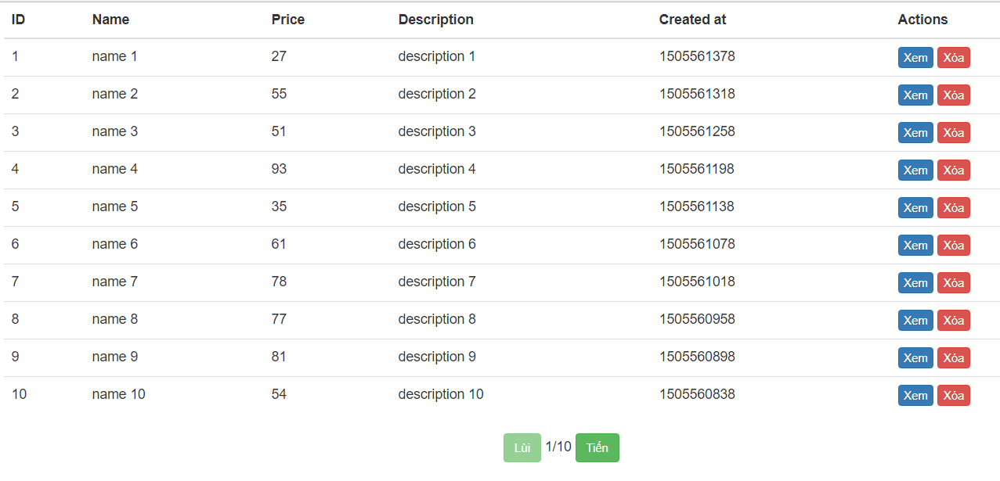 ID Name Price Description Created at Actions
1 name 1 27 description 1 1505561378 Xem Xóa
2 name 2 55 description 2 1505561318 Xem Xóa
3 name 3 51 description 3 1505561258 Xem Xóa
4 name 4 93 description 4 1505561198 Xem Xóa
5 name 5 35 description 5 1505561138 Xem Xóa
6 name 6 61 description 6 1505561078 Xem Xóa
7 name 7 78 description 7 1505561018 Xem Xóa
8 name 8 77 description 8 1505560958 Xem Xóa
9 name 9 81 description 9 1505560898 Xem Xóa
10 name 10 54 description 10 1505560838 Xem Xóa
Lùi 1/10 Tiến